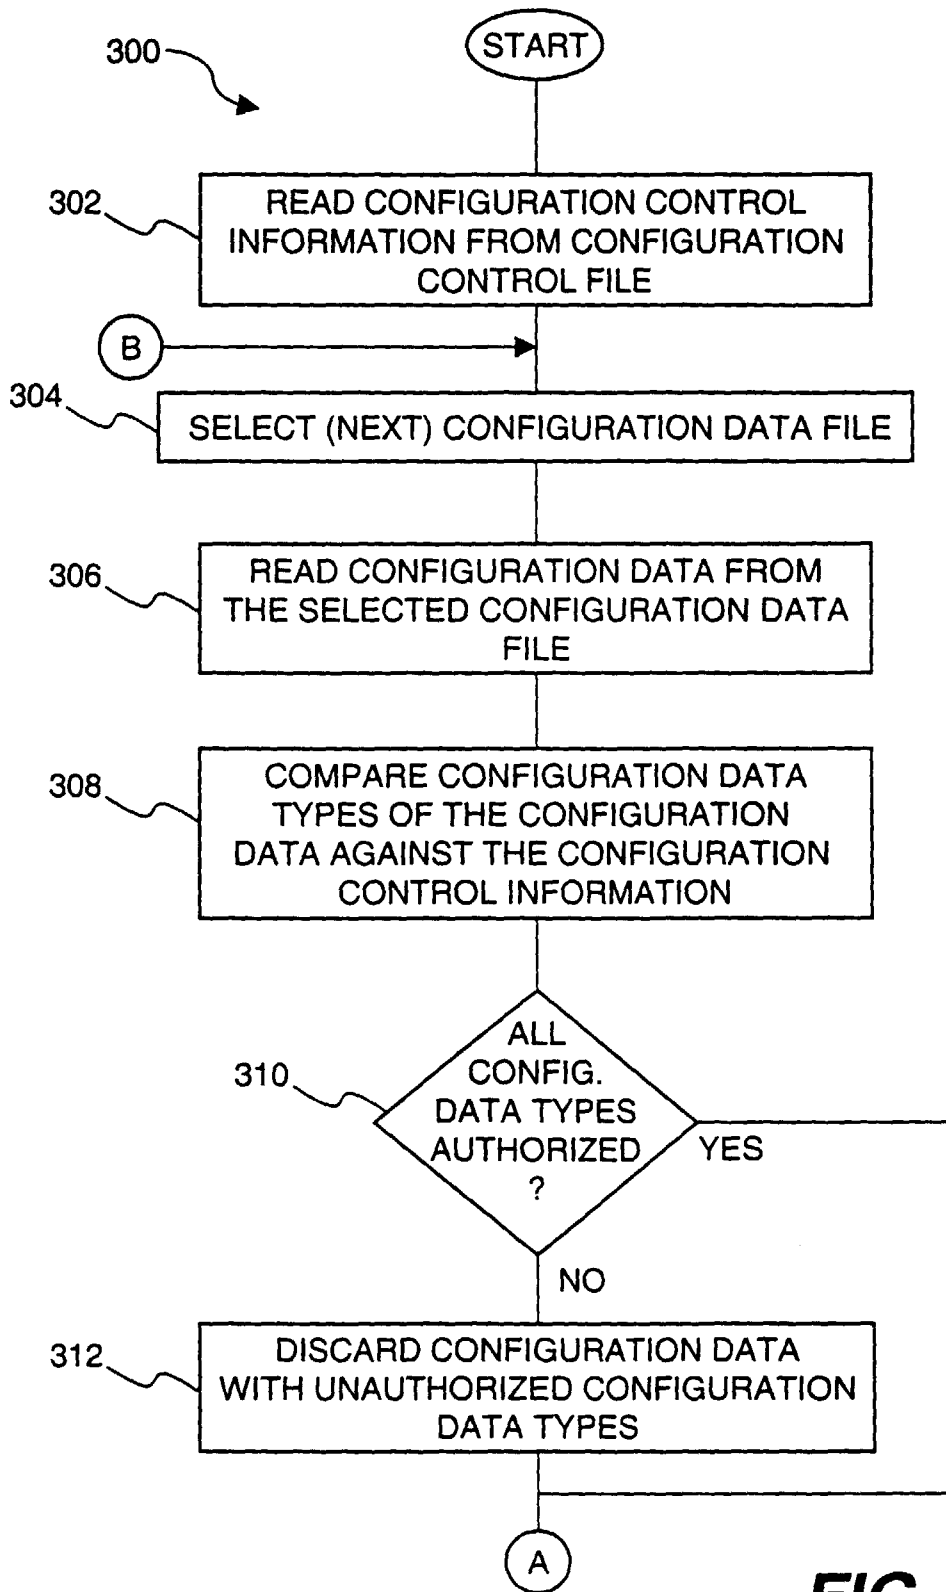 START
300
302
READ CONFIGURATION CONTROL
INFORMATION FROM CONFIGURATION
CONTROL FILE
B
304
SELECT (NEXT) CONFIGURATION DATA FILE
306
READ CONFIGURATION DATA FROM
THE SELECTED CONFIGURATION DATA
FILE
308
COMPARE CONFIGURATION DATA
TYPES OF THE CONFIGURATION
DATA AGAINST THE CONFIGURATION
CONTROL INFORMATION
310
ALL
CONFIG.
DATA TYPES
AUTHORIZED
?
YES
NO
312
DISCARD CONFIGURATION DATA
WITH UNAUTHORIZED CONFIGURATION
DATA TYPES
A
FIG